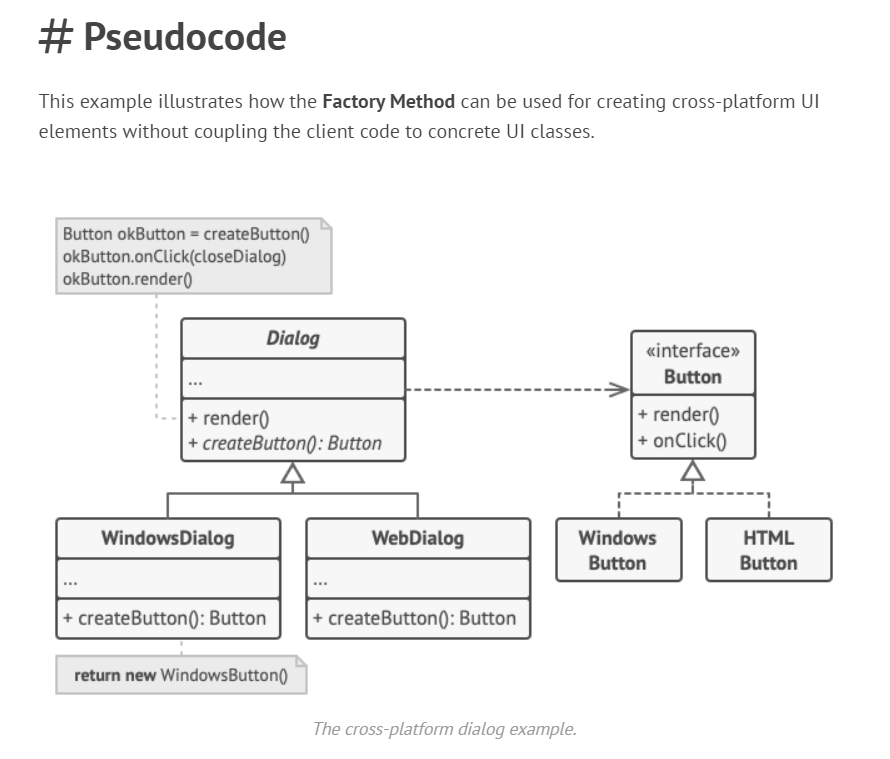 # Pseudocode
This example illustrates how the Factory Method can be used for creating cross-platform UI
elements without coupling the client code to concrete UI classes.
Button okButton = createButton()
okButton.onClick(closeDialog)
okButton.render()
Dialog
...
+ render()
+ createButton(): Button
«interface»
Button
+ render()
+ onClick()
WindowsDialog
...
+ createButton(): Button
WebDialog
...
+ createButton(): Button
Windows
Button
HTML
Button
return new WindowsButton()
The cross-platform dialog example.